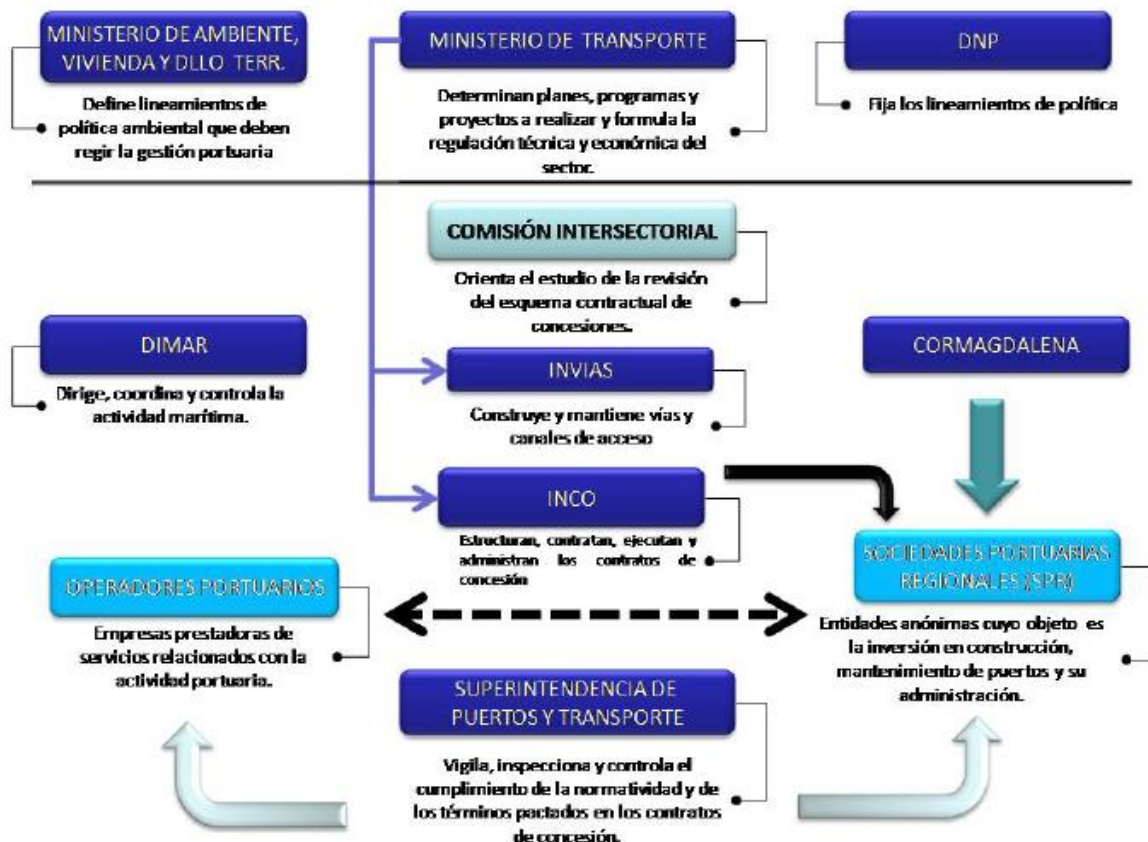 MINISTERIO DE AMBIENTE,
VIVIENDA Y DLLO TERR.
Define lineamientos de
política ambiental que deben
regir la gestión portuaria
MINISTERIO DE TRANSPORTE
Determinan planes, programas y
proyectos a realizar y formula la
regulación técnica y económica del
sector.
DNP
Fija los lineamientos de política
COMISIÓN INTERSECTORIAL
Orienta el estudio de la revisión
del esquema contractual de
concesiones.
DIMAR
Dirige, coordina y controla la
actividad marítima.
INVIAS
Construye y mantiene vías y
canales de acceso
CORMAGDALENA
INCO
Estructuran, contratan, ejecutan y
administran los contratos de
concesión
OPERADORES PORTUARIOS
Empresas prestadoras de
servicios relacionados con la
actividad portuaria.
SOCIEDADES PORTUARIAS
REGIONALES (SPR)
Entidades anónimas cuyo objeto es
la inversión en construcción,
mantenimiento de puertos y su
administración.
SUPERINTENDENCIA DE
PUERTOS Y TRANSPORTE
Vigila, inspecciona y controla el
cumplimiento de la normatividad y de
los términos pactados en los contratos
de concesión.